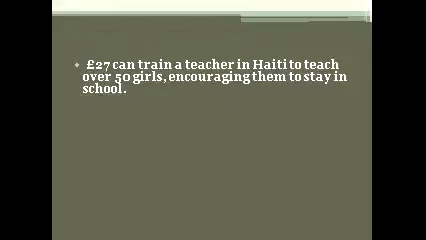 £27 can train a teacher in Haiti to teach
over 50 girls, encouraging them to stay in
school.